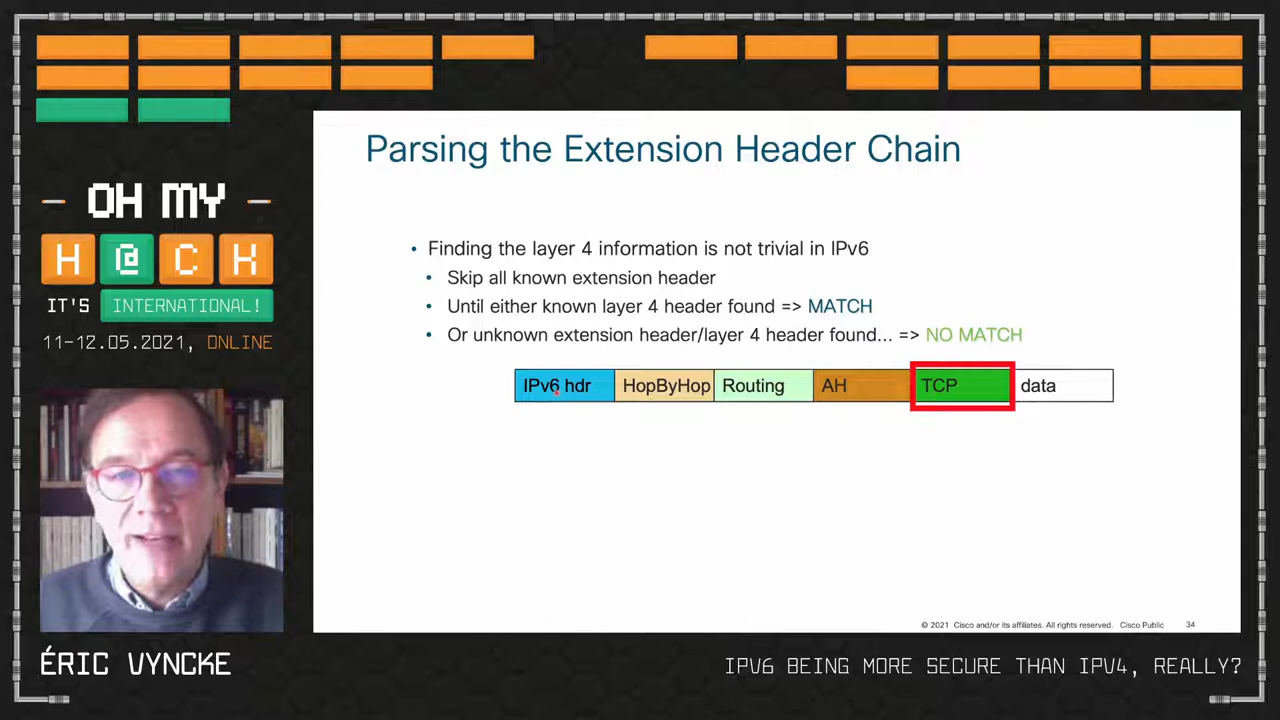 OH MY
H@CK
IT'S INTERNATIONAL!
11-12.05.2021, ONLINE
Parsing the Extension Header Chain
• Finding the layer 4 information is not trivial in IPv6
• Skip all known extension header
• Until either known layer 4 header found => MATCH
• Or unknown extension header/layer 4 header found... => NO MATCH
IPv6 hdr HopByHop Routing AH TCP data
© 2021 Cisco and/or its affiliates. All rights reserved. Cisco Public 34
ÉRIC VYNCKE
IPV6 BEING MORE SECURE THAN IPV4, REALLY?